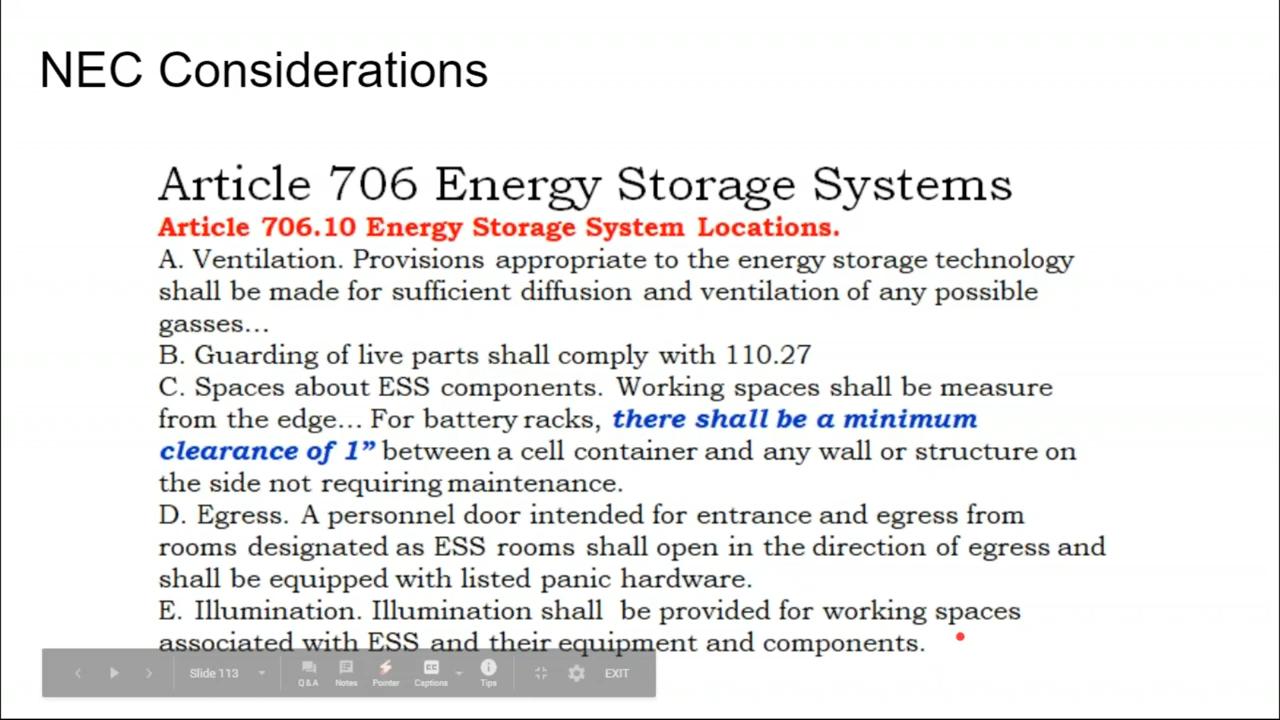 NEC Considerations
Article 706 Energy Storage Systems
Article 706.10 Energy Storage System Locations.
A. Ventilation. Provisions appropriate to the energy storage technology
shall be made for sufficient diffusion and ventilation of any possible
gasses...
B. Guarding of live parts shall comply with 110.27
C. Spaces about ESS components. Working spaces shall be measure
from the edge... For battery racks, there shall be a minimum
clearance of 1” between a cell container and any wall or structure on
the side not requiring maintenance.
D. Egress. A personnel door intended for entrance and egress from
rooms designated as ESS rooms shall open in the direction of egress and
shall be equipped with listed panic hardware.
E. Illumination. Illumination shall be provided for working spaces
associated with ESS and their equipment and components.
Slide 113 Q&A Notes Pointer CC Captions Tips EXIT